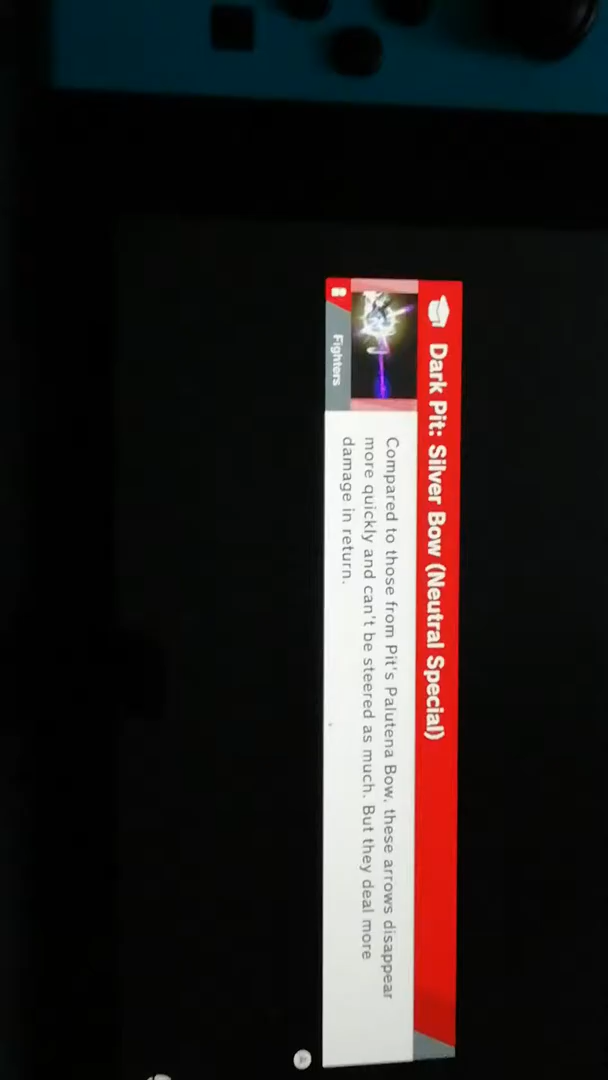 Dark Pit: Silver Bow (Neutral Special)
Compared to those from Pit's Palutena Bow, these arrows disappear
more quickly and can't be steered as much. But they deal more
damage in return.
Fighters